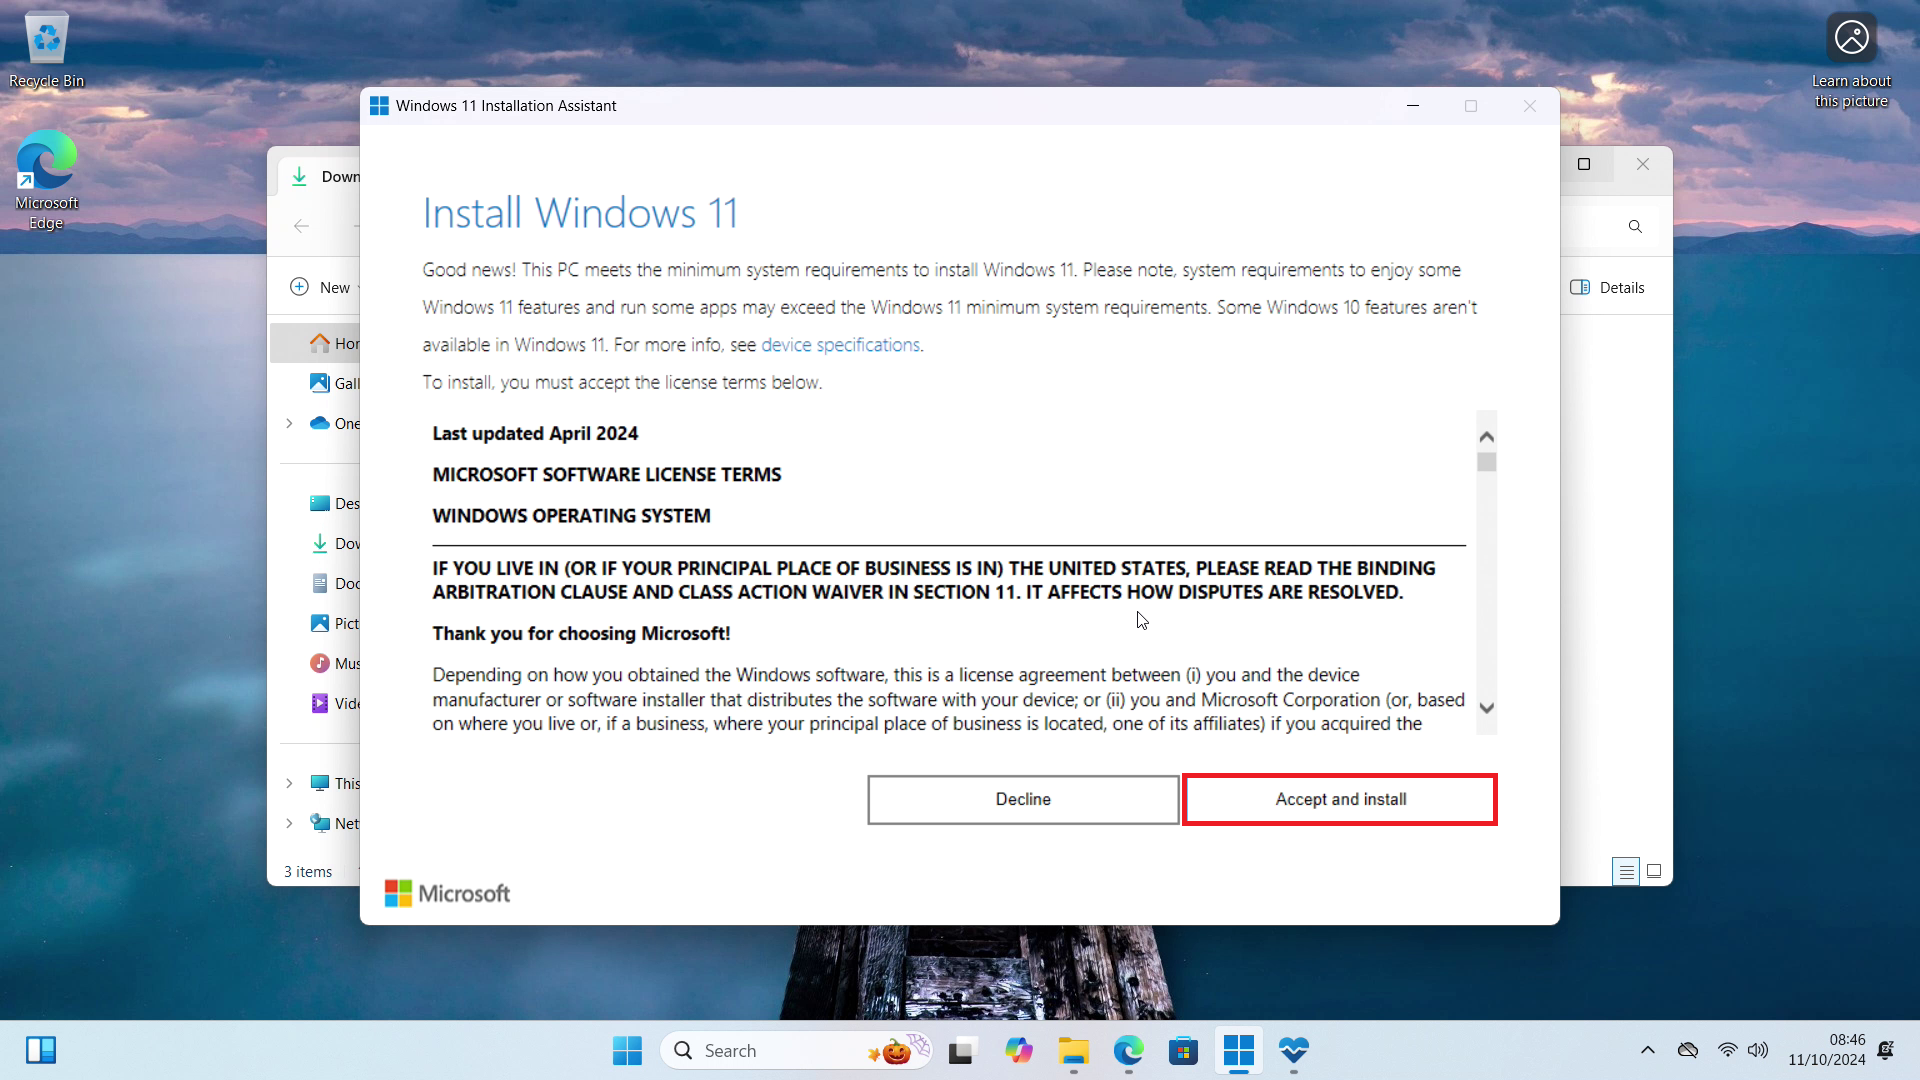 Recycle Bin
Microsoft
Edge
Learn about
this picture
Windows 11 Installation Assistant
Install Windows 11
Good news! This PC meets the minimum system requirements to install Windows 11. Please note, system requirements to enjoy some
Windows 11 features and run some apps may exceed the Windows 11 minimum system requirements. Some Windows 10 features aren't
available in Windows 11. For more info, see device specifications.
To install, you must accept the license terms below.
Last updated April 2024
MICROSOFT SOFTWARE LICENSE TERMS
WINDOWS OPERATING SYSTEM
IF YOU LIVE IN (OR IF YOUR PRINCIPAL PLACE OF BUSINESS IS IN) THE UNITED STATES, PLEASE READ THE BINDING
ARBITRATION CLAUSE AND CLASS ACTION WAIVER IN SECTION 11. IT AFFECTS HOW DISPUTES ARE RESOLVED.
Thank you for choosing Microsoft!
Depending on how you obtained the Windows software, this is a license agreement between (i) you and the device
manufacturer or software installer that distributes the software with your device; or (ii) you and Microsoft Corporation (or, based
on where you live or, if a business, where your principal place of business is located, one of its affiliates) if you acquired the
Decline
Accept and install
Microsoft
Down
New
Hor
Gall
One
Des
Dov
Doc
Pict
Mus
Vide
This
Net
3 items
Details
Search
08:46
11/10/2024